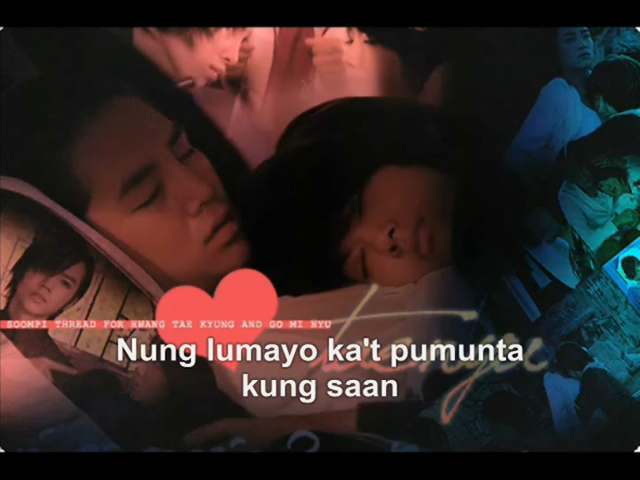 SOOMPI THREAD FOR HWANG TAE KYUNG AND GO MI NYU
Nung lumayo ka't pumunta
kung saan